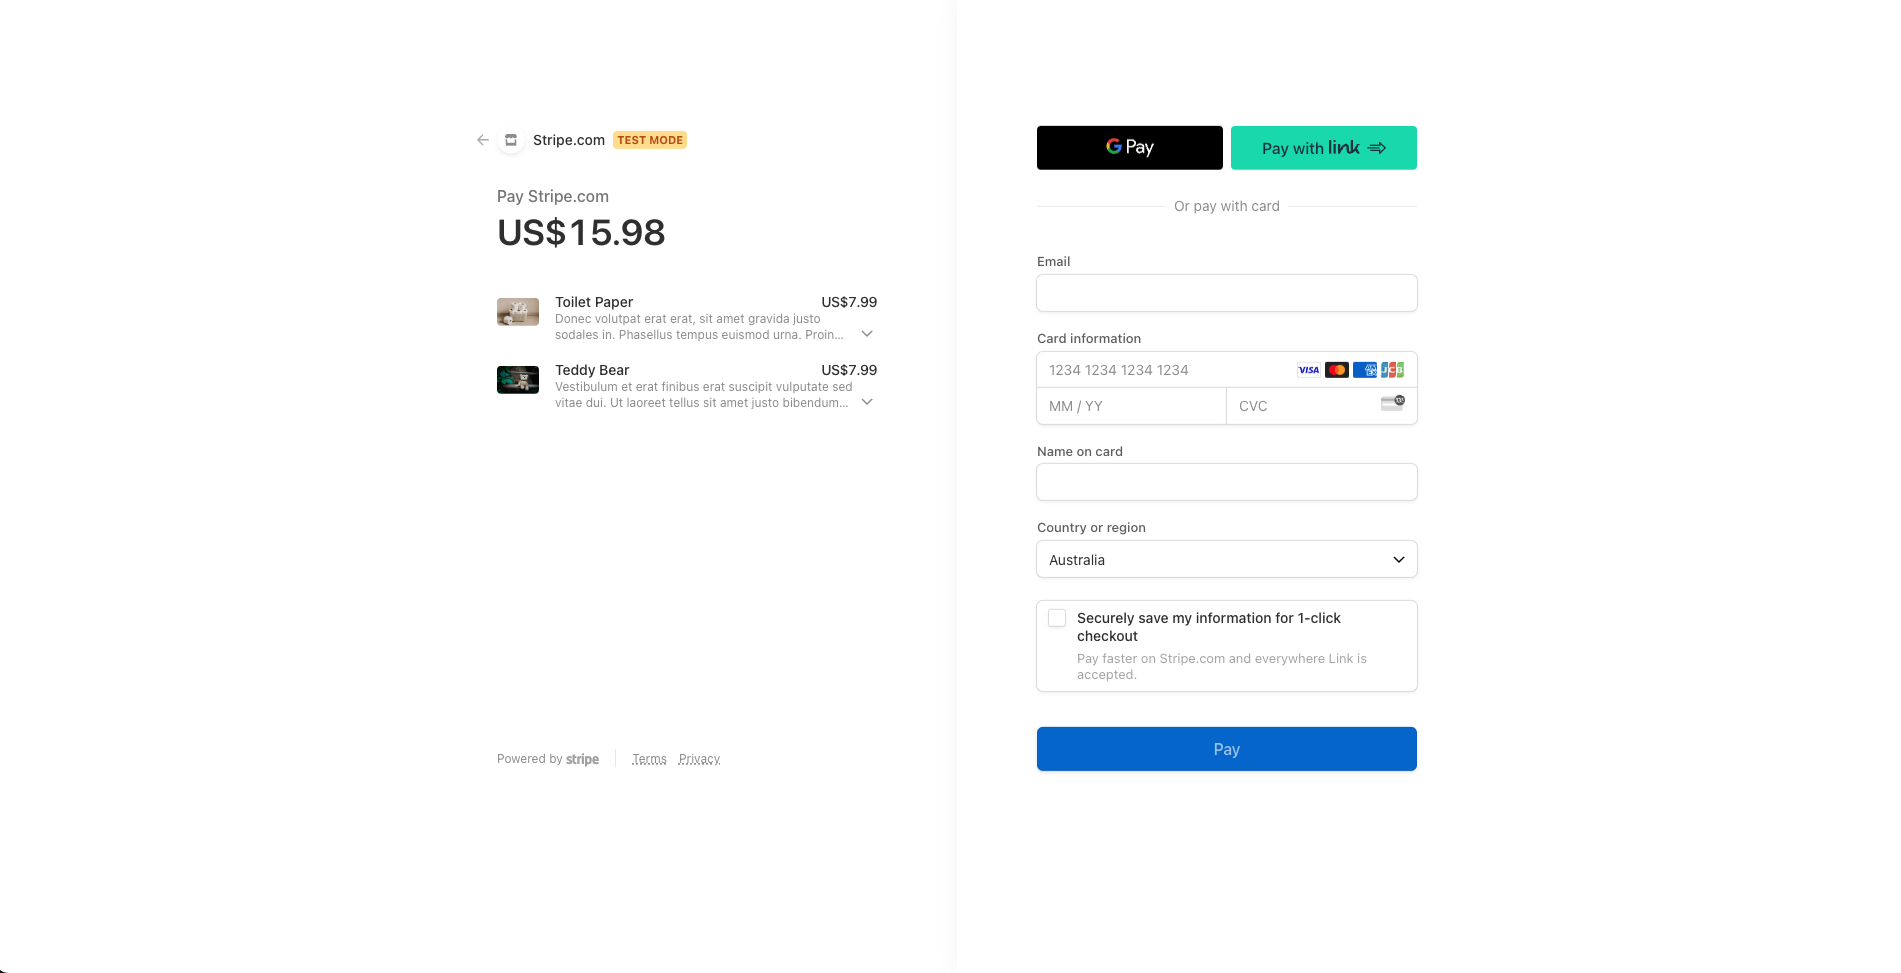 Stripe.com TEST MODE
Pay Stripe.com
US$15.98
Toilet Paper US$7.99
Donec volutpat erat erat, sit amet gravida justo
sodales in. Phasellus tempus euismod urna. Proin...
Teddy Bear US$7.99
Vestibulum et erat finibus erat suscipit vulputate sed
vitae dui. Ut laoreet tellus sit amet justo bibendum...
Powered by stripe Terms Privacy
G Pay Pay with link
Or pay with card
Email
Card information
1234 1234 1234 1234 VISA JCB
MM / YY CVC
Name on card
Country or region
Australia
Securely save my information for 1-click
checkout
Pay faster on Stripe.com and everywhere Link is
accepted.
Pay